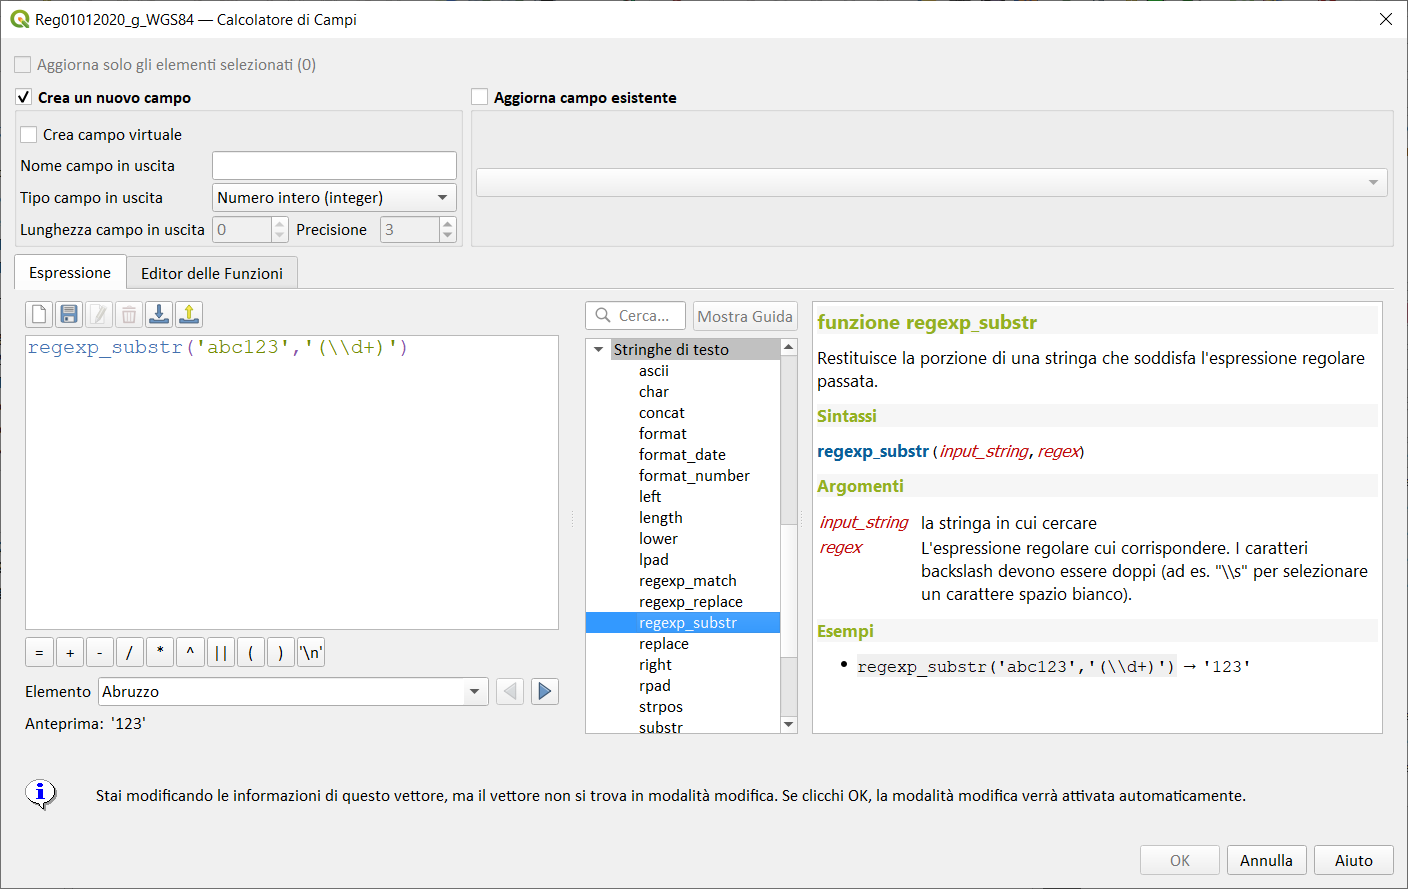 Reg01012020_g_WGS84 — Calcolatore di Campi
Aggiorna solo gli elementi selezionati (0)
Crea un nuovo campo
Aggiorna campo esistente
Crea campo virtuale
Nome campo in uscita
Tipo campo in uscita Numero intero (integer)
Lunghezza campo in uscita 0 Precisione 3
Espressione Editor delle Funzioni
regexp_substr('abc123','(\\d+)')
= + - / * ^ || ( ) '\n'
Elemento Abruzzo
Anteprima: '123'
Cerca... Mostra Guida
Stringhe di testo
ascii
char
concat
format
format_date
format_number
left
length
lower
lpad
regexp_match
regexp_replace
regexp_substr
replace
right
rpad
strpos
substr
funzione regexp_substr
Restituisce la porzione di una stringa che soddisfa l'espressione regolare
passata.
Sintassi
regexp_substr(input_string, regex)
Argomenti
input_string la stringa in cui cercare
regex L'espressione regolare cui corrispondere. I caratteri
backslash devono essere doppi (ad es. "\\s" per selezionare
un carattere spazio bianco).
Esempi
• regexp_substr('abc123','(\\d+)') → '123'
Stai modificando le informazioni di questo vettore, ma il vettore non si trova in modalità modifica. Se clicchi OK, la modalità modifica verrà attivata automaticamente.
OK Annulla Aiuto